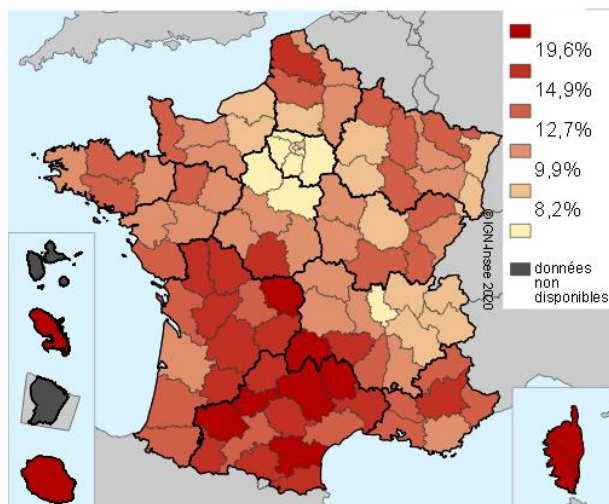 19,6%
14,9%
12,7%
9,9%
8,2%
données
non
disponibles
© IGN-Insee 2020